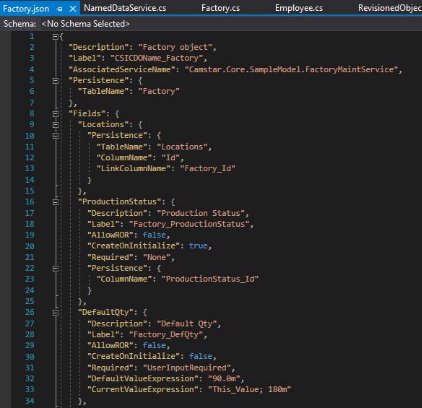 Factory.json NamedDataService.cs Factory.cs Employee.cs RevisionedObjec
Schema: <No Schema Selected>
1 {
2 "Description": "Factory object",
3 "Label": "CSICDOName_Factory",
4 "AssociatedServiceName": "Camstar.Core.SampleModel.FactoryMaintService",
5 "Persistence": {
6 "TableName": "Factory"
7 },
8 "Fields": {
9 "Locations": {
10 "Persistence": {
11 "TableName": "Locations",
12 "ColumnName": "Id",
13 "LinkColumnName": "Factory_Id"
14 }
15 },
16 "ProductionStatus": {
17 "Description": "Production Status",
18 "Label": "Factory_ProductionStatus",
19 "AllowROR": false,
20 "CreateOnInitialize": true,
21 "Required": "None",
22 "Persistence": {
23 "ColumnName": "ProductionStatus_Id"
24 }
25 },
26 "DefaultQty": {
27 "Description": "Default Qty",
28 "Label": "Factory_DefQty",
29 "AllowROR": false,
30 "CreateOnInitialize": false,
31 "Required": "UserInputRequired",
32 "DefaultValueExpression": "90.0m",
33 "CurrentValueExpression": "This_Value; 180m"
34 },